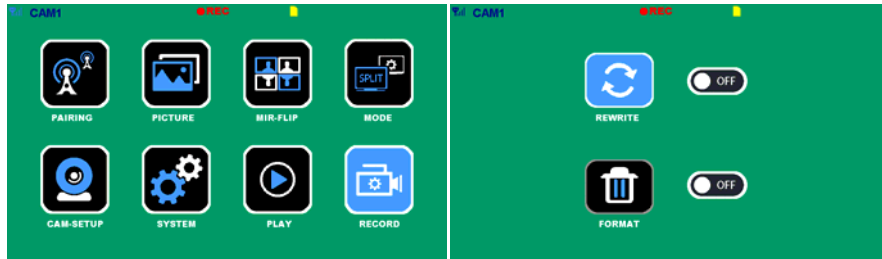 CAM1 REC
PAIRING PICTURE MIR-FLIP MODE
SPLIT
CAM-SETUP SYSTEM PLAY RECORD
CAM1 REC
OFF
REWRITE
OFF
FORMAT